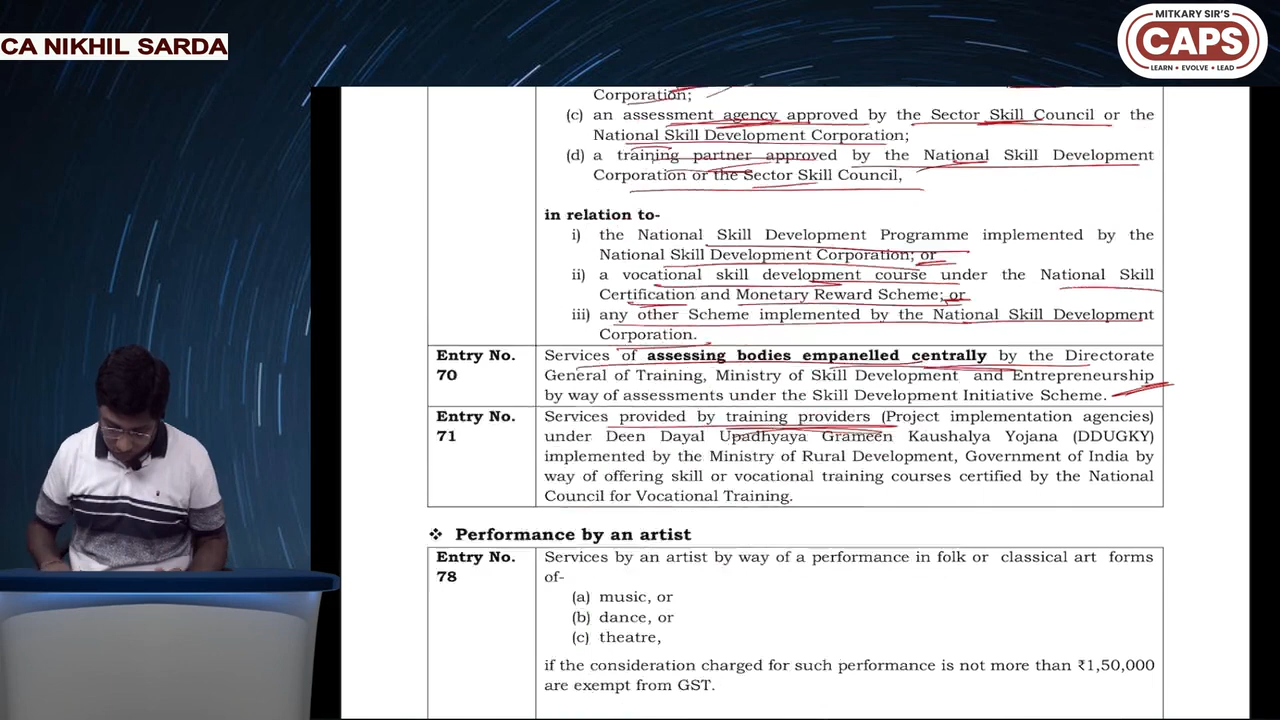 CA NIKHIL SARDA
MITKARY SIR'S
CAPS
LEARN • EVOLVE • LEAD
Corporation;
(c) an assessment agency approved by the Sector Skill Council or the
National Skill Development Corporation;
(d) a training partner approved by the National Skill Development
Corporation or the Sector Skill Council,
in relation to-
i) the National Skill Development Programme implemented by the
National Skill Development Corporation; or
ii) a vocational skill development course under the National Skill
Certification and Monetary Reward Scheme; or
iii) any other Scheme implemented by the National Skill Development
Corporation.
Entry No.
70
Services of assessing bodies empanelled centrally by the Directorate
General of Training, Ministry of Skill Development and Entrepreneurship
by way of assessments under the Skill Development Initiative Scheme.
Entry No.
71
Services provided by training providers (Project implementation agencies)
under Deen Dayal Upadhyaya Grameen Kaushalya Yojana (DDUGKY)
implemented by the Ministry of Rural Development, Government of India by
way of offering skill or vocational training courses certified by the National
Council for Vocational Training.
❖ Performance by an artist
Entry No.
78
Services by an artist by way of a performance in folk or classical art forms
of-
(a) music, or
(b) dance, or
(c) theatre,
if the consideration charged for such performance is not more than ₹1,50,000
are exempt from GST.